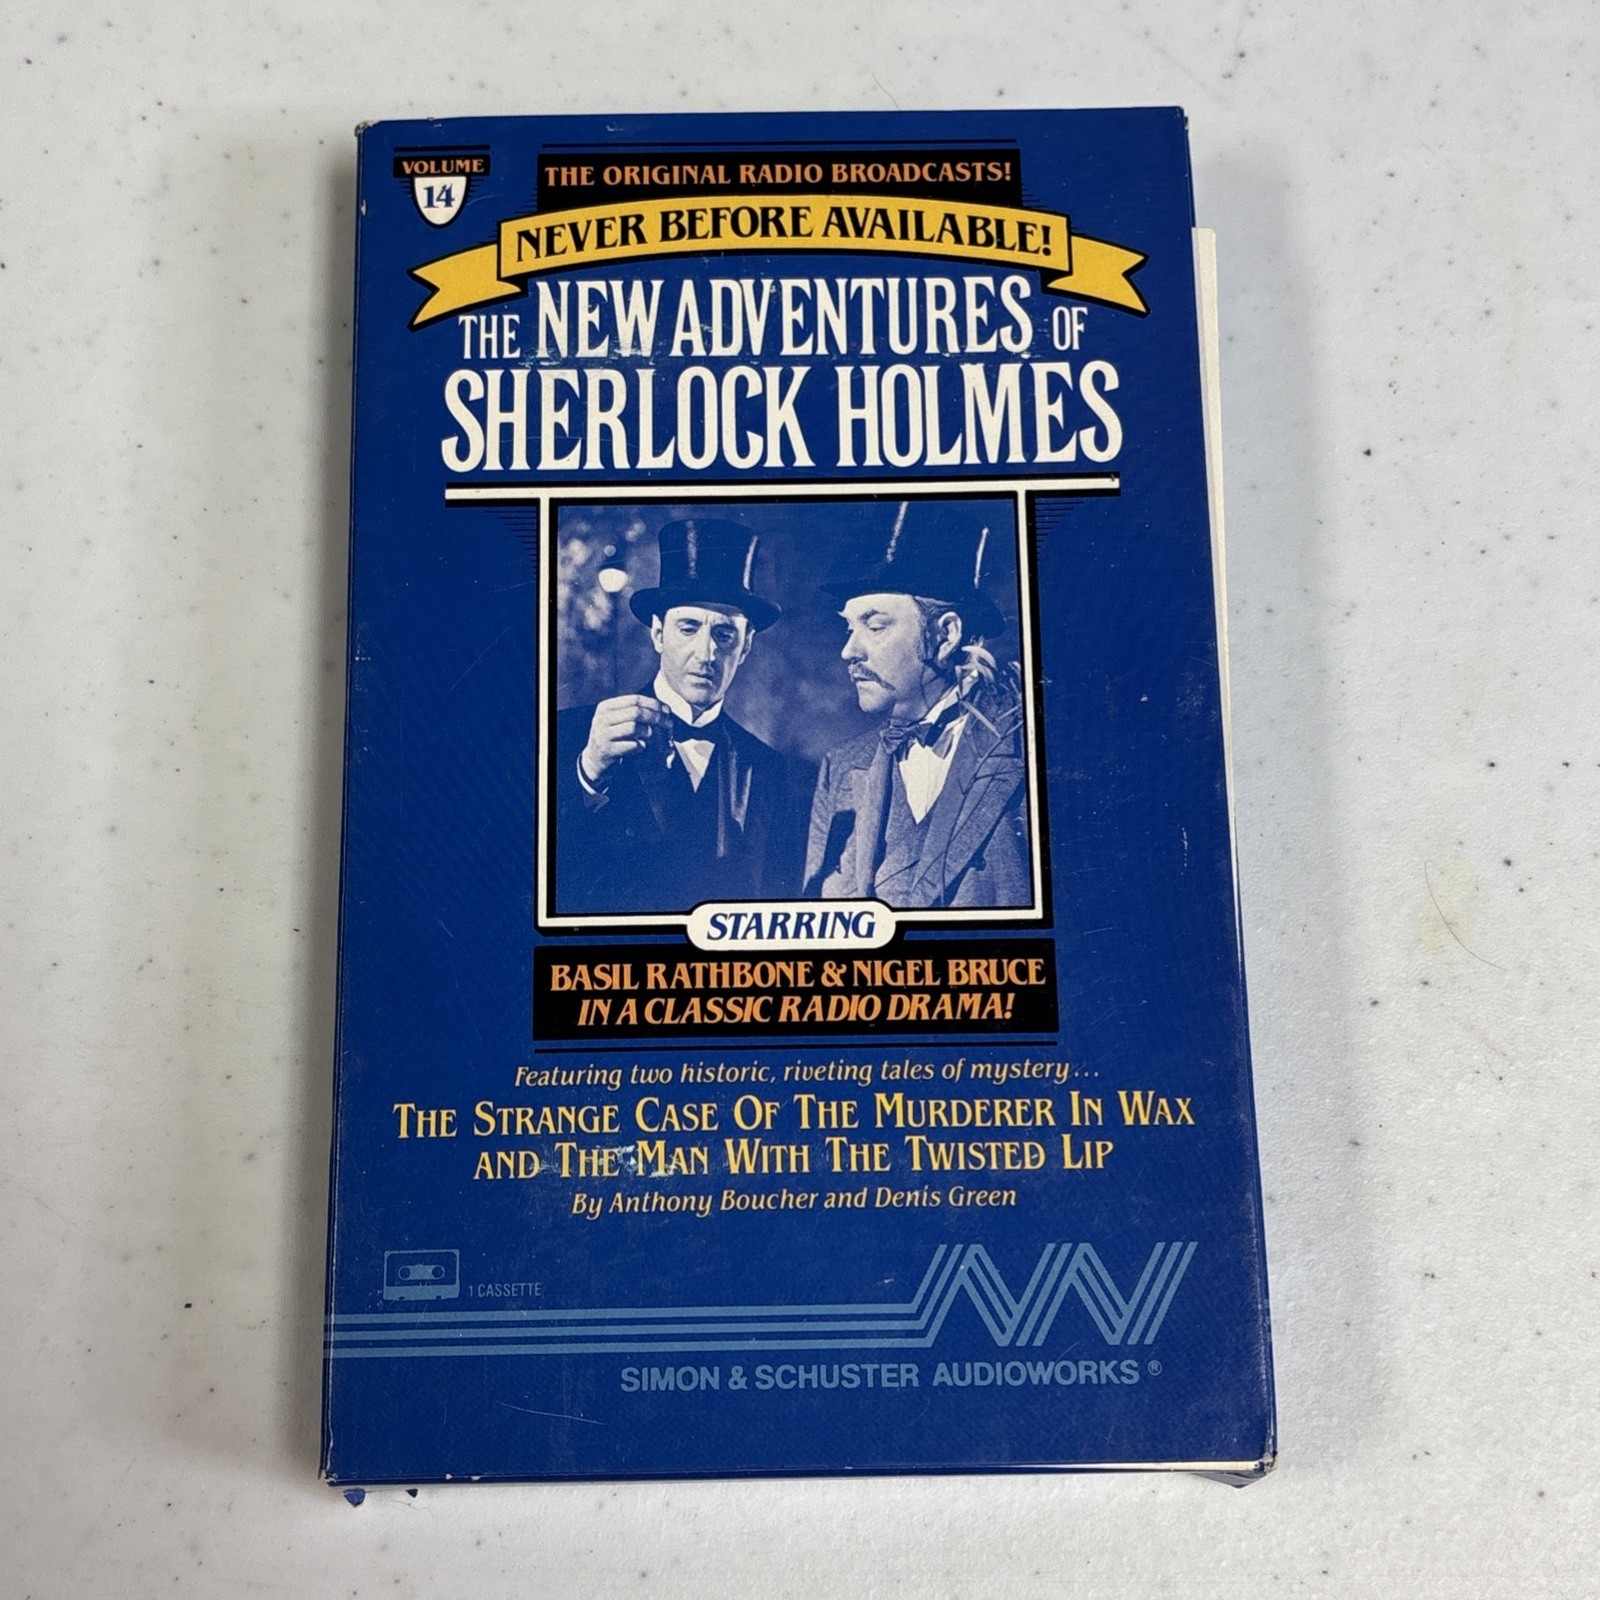 VOLUME
14
THE ORIGINAL RADIO BROADCASTS!
NEVER BEFORE AVAILABLE!
THE NEW ADVENTURES OF
SHERLOCK HOLMES
STARRING
BASIL RATHBONE & NIGEL BRUCE
IN A CLASSIC RADIO DRAMA!
Featuring two historic, riveting tales of mystery...
THE STRANGE CASE OF THE MURDERER IN WAX
AND THE MAN WITH THE TWISTED LIP
By Anthony Boucher and Denis Green
1 CASSETTE
SIMON & SCHUSTER AUDIOWORKS ®